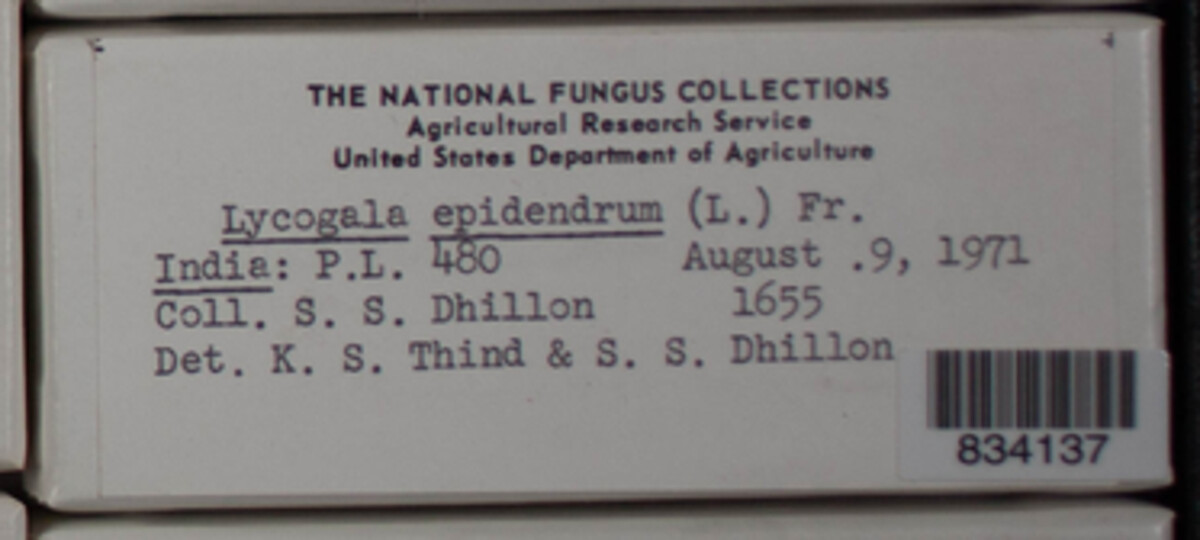 THE NATIONAL FUNGUS COLLECTIONS
Agricultural Research Service
United States Department of Agriculture
Lycogala epidendrum (L.) Fr.
India: P.L. 480 August .9, 1971
Coll. S. S. Dhillon 1655
Det. K. S. Thind & S. S. Dhillon
834137